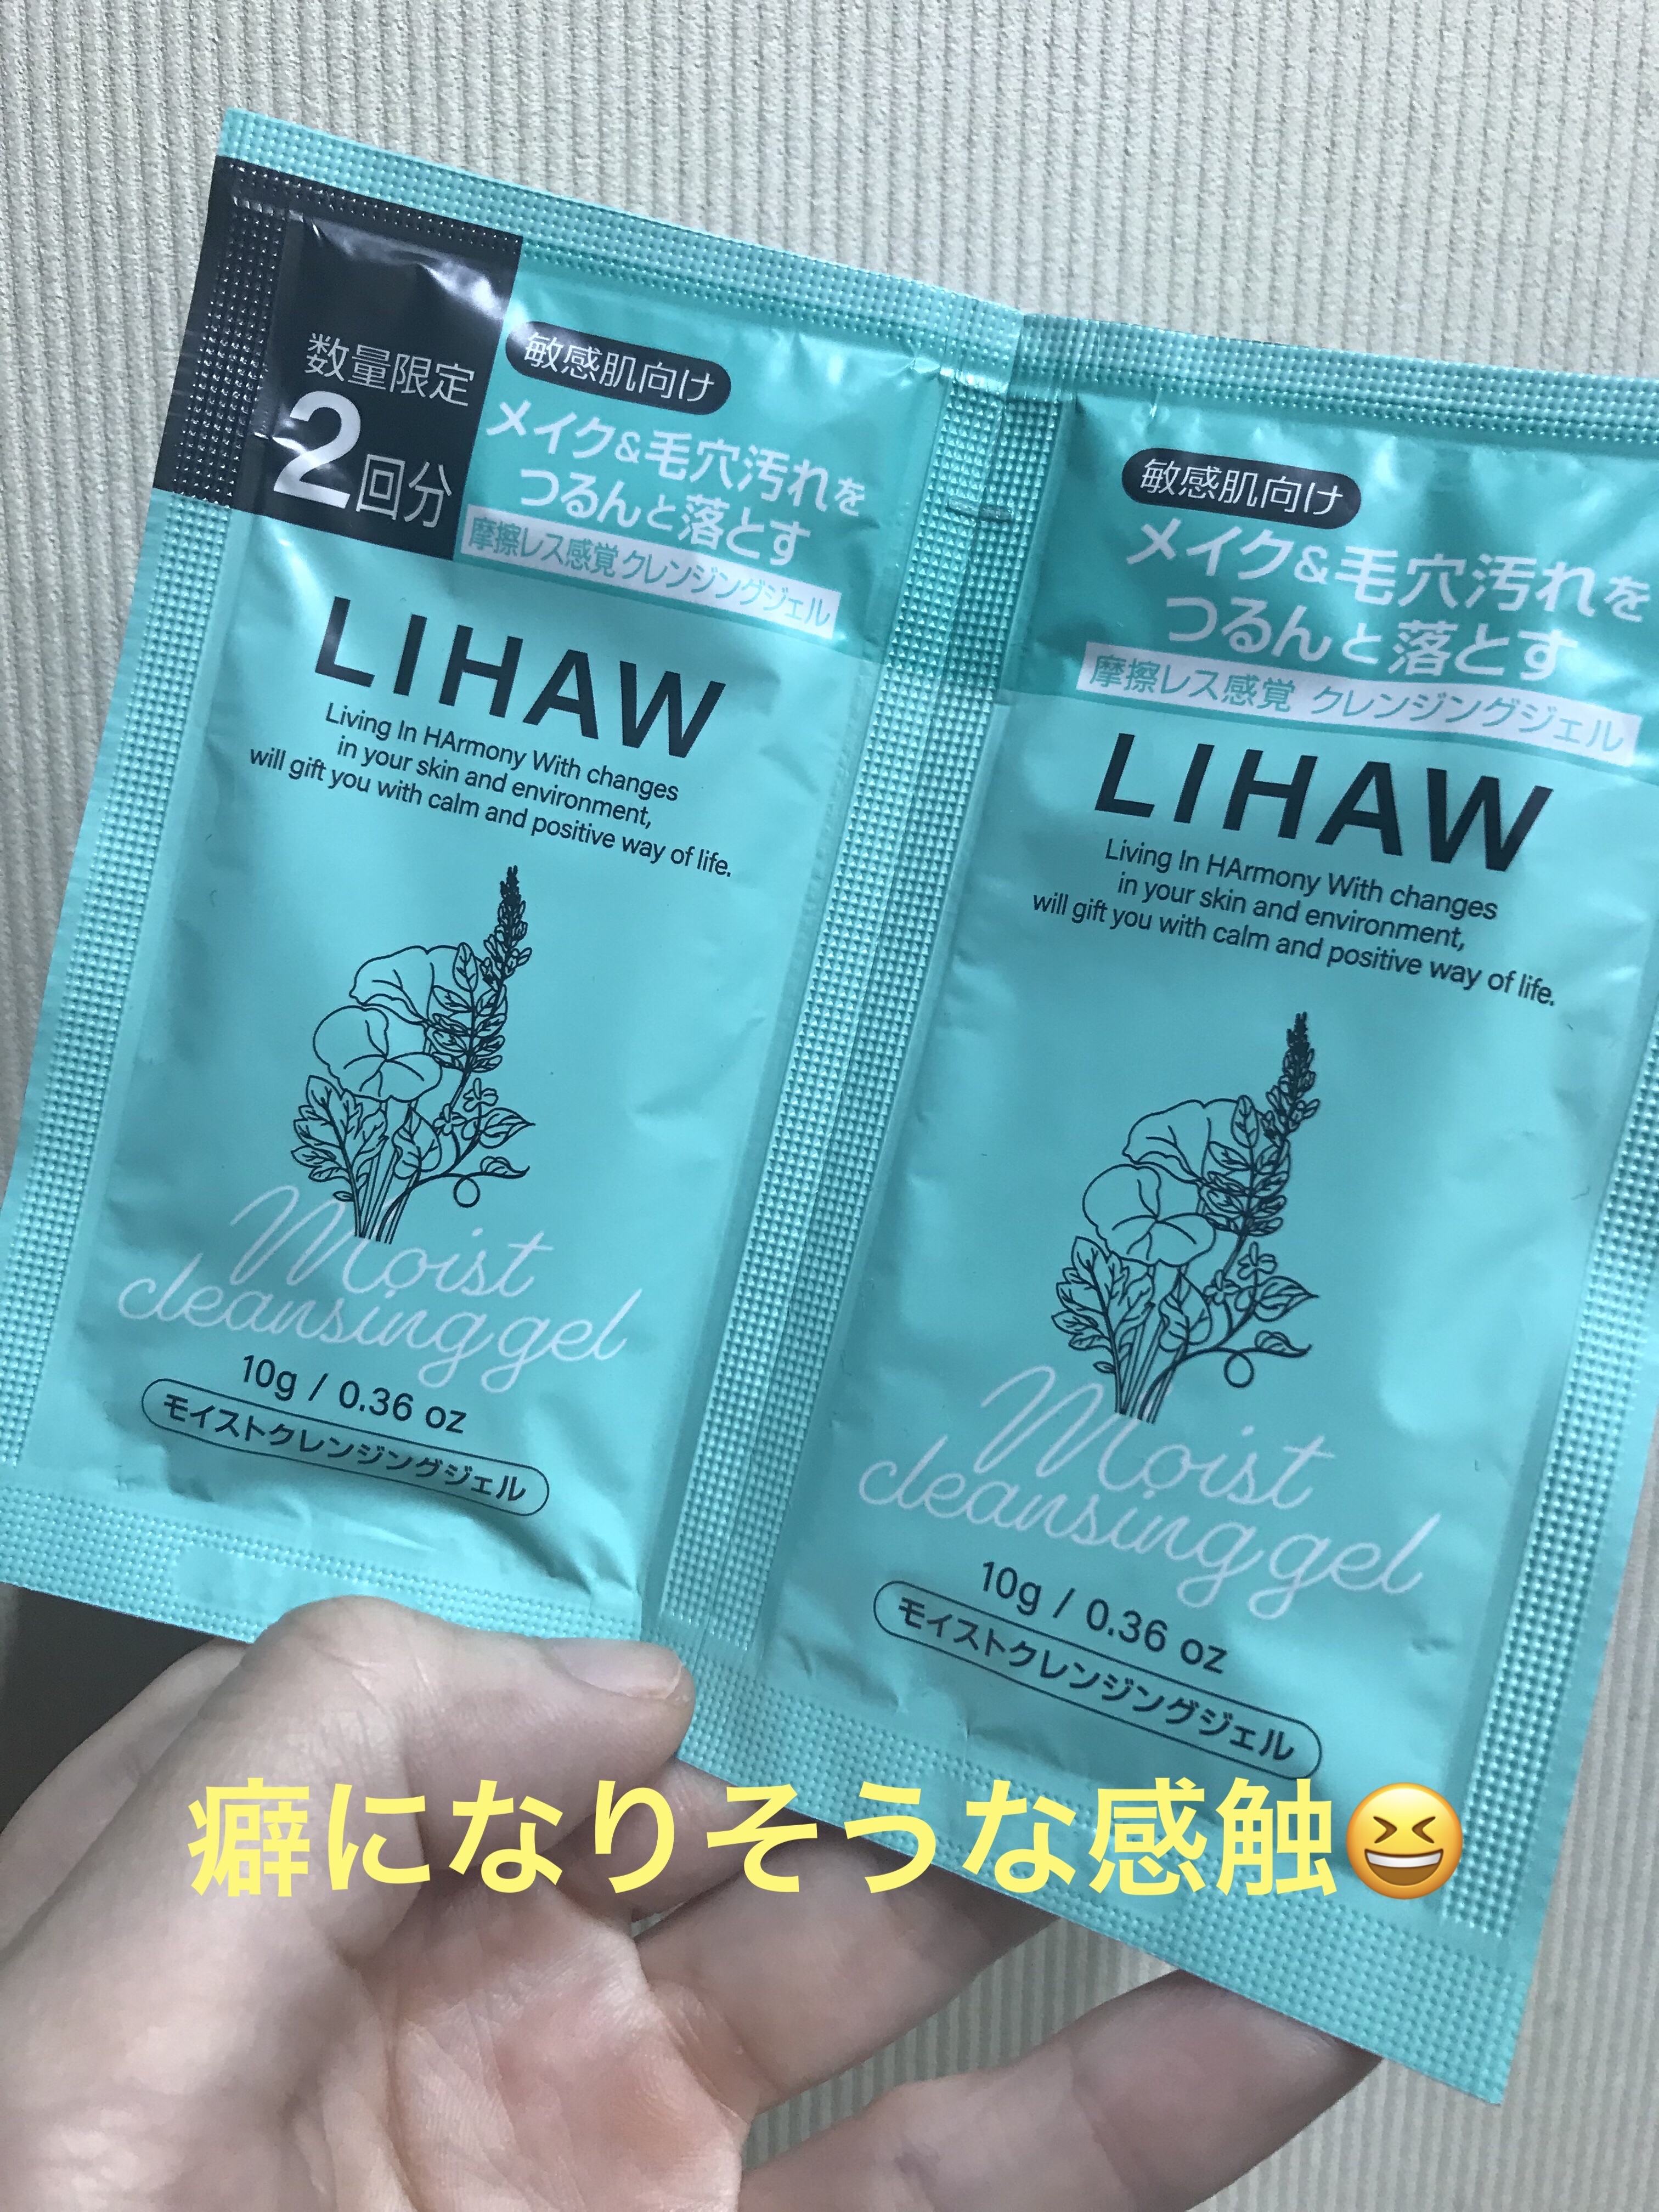 数量限定
2回分
敏感肌向け
メイク&毛穴汚れを
つるんと落とす
摩擦レス感覚 クレンジングジェル
LIHAW
Living In HArmony With changes
in your skin and environment,
will gift you with calm and positive way of life.
Moist
cleansing gel
10g / 0.36 oz
モイストクレンジングジェル
敏感肌向け
メイク&毛穴汚れを
つるんと落とす
摩擦レス感覚 クレンジングジェル
LIHAW
Living In HArmony With changes
in your skin and environment,
will gift you with calm and positive way of life.
Moist
cleansing gel
10g / 0.36 oz
モイストクレンジングジェル
癖になりそうな感触😆